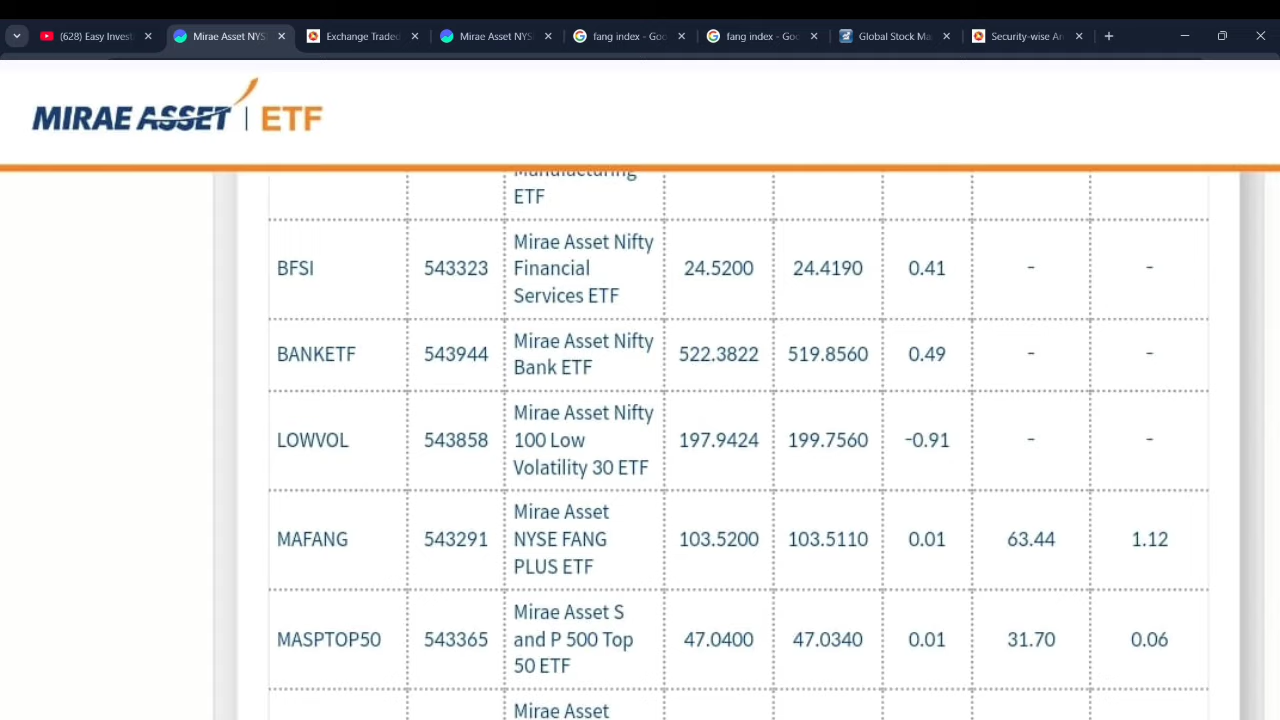 (628) Easy Invest
Mirae Asset NYS
Exchange Traded
Mirae Asset NYS
fang index - Goo
fang index - Goo
Global Stock Ma
Security-wise Ar
MIRAE ASSET | ETF
Manufacturing
ETF
BFSI 543323 Mirae Asset Nifty 24.5200 24.4190 0.41 - -
Financial
Services ETF
BANKETF 543944 Mirae Asset Nifty 522.3822 519.8560 0.49 - -
Bank ETF
LOWVOL 543858 Mirae Asset Nifty 197.9424 199.7560 -0.91 - -
100 Low
Volatility 30 ETF
MAFANG 543291 Mirae Asset 103.5200 103.5110 0.01 63.44 1.12
NYSE FANG
PLUS ETF
MASPTOP50 543365 Mirae Asset S 47.0400 47.0340 0.01 31.70 0.06
and P 500 Top
50 ETF
Mirae Asset